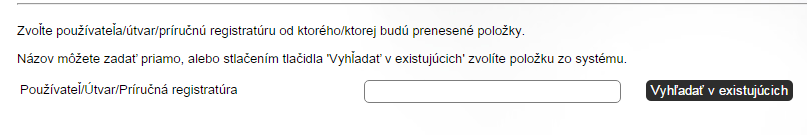 Zvoľte používateľa/útvar/príručnú registratúru od ktorého/ktorej budú prenesené položky.
Názov môžete zadať priamo, alebo stlačením tlačidla 'Vyhľadať v existujúcich' zvolíte položku zo systému.
Používateľ/Útvar/Príručná registratúra
Vyhľadať v existujúcich